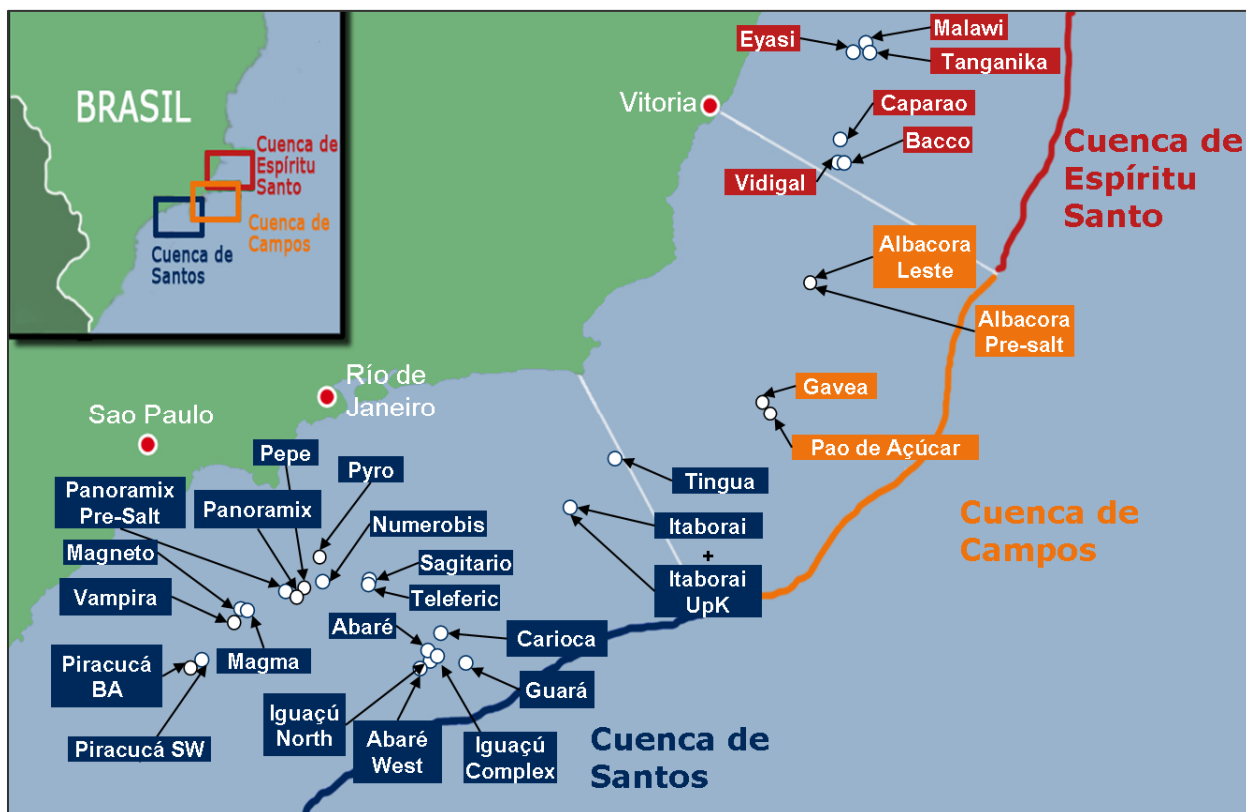 BRASIL
Cuenca de
Espíritu
Santo
Cuenca de
Campos
Cuenca de
Santos
Eyasi
Malawi
Tanganika
Vitoria
Caparao
Bacco
Vidigal
Cuenca de
Espíritu
Santo
Albacora
Leste
Albacora
Pre-salt
Río de
Janeiro
Sao Paulo
Gavea
Pao de Açúcar
Pepe
Pyro
Tingua
Panoramix
Pre-Salt
Panoramix
Numerobis
Itaborai
Cuenca de
Campos
Magneto
Sagitario
+
Itaborai
UpK
Vampira
Teleferic
Abaré
Carioca
Magma
Piracucá
BA
Guará
Iguaçú
North
Piracucá SW
Abaré
West
Iguaçú
Complex
Cuenca de
Santos